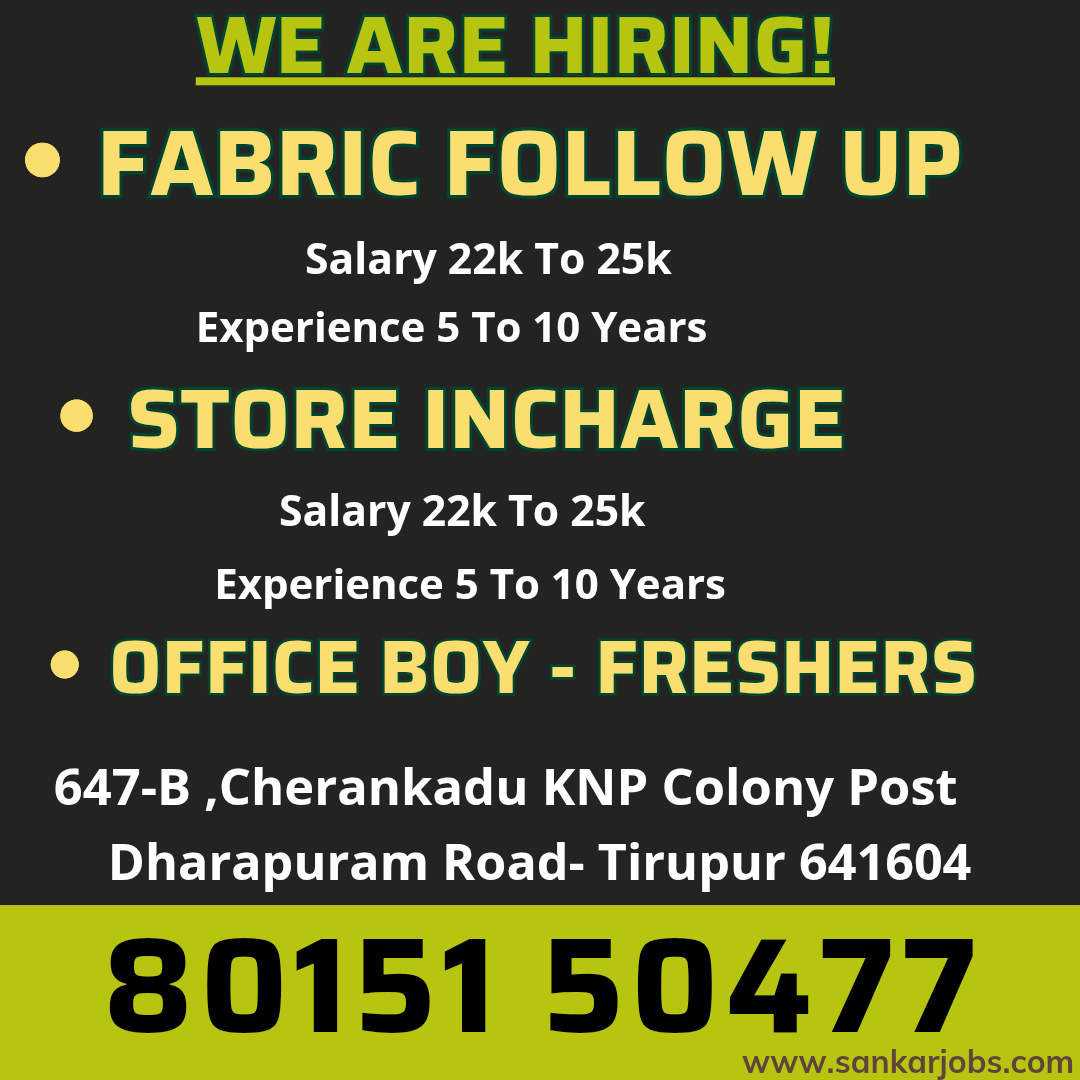 WE ARE HIRING!
• FABRIC FOLLOW UP
Salary 22k To 25k
Experience 5 To 10 Years
• STORE INCHARGE
Salary 22k To 25k
Experience 5 To 10 Years
• OFFICE BOY - FRESHERS
647-B ,Cherankadu KNP Colony Post
Dharapuram Road- Tirupur 641604
80151 50477
www.sankarjobs.com